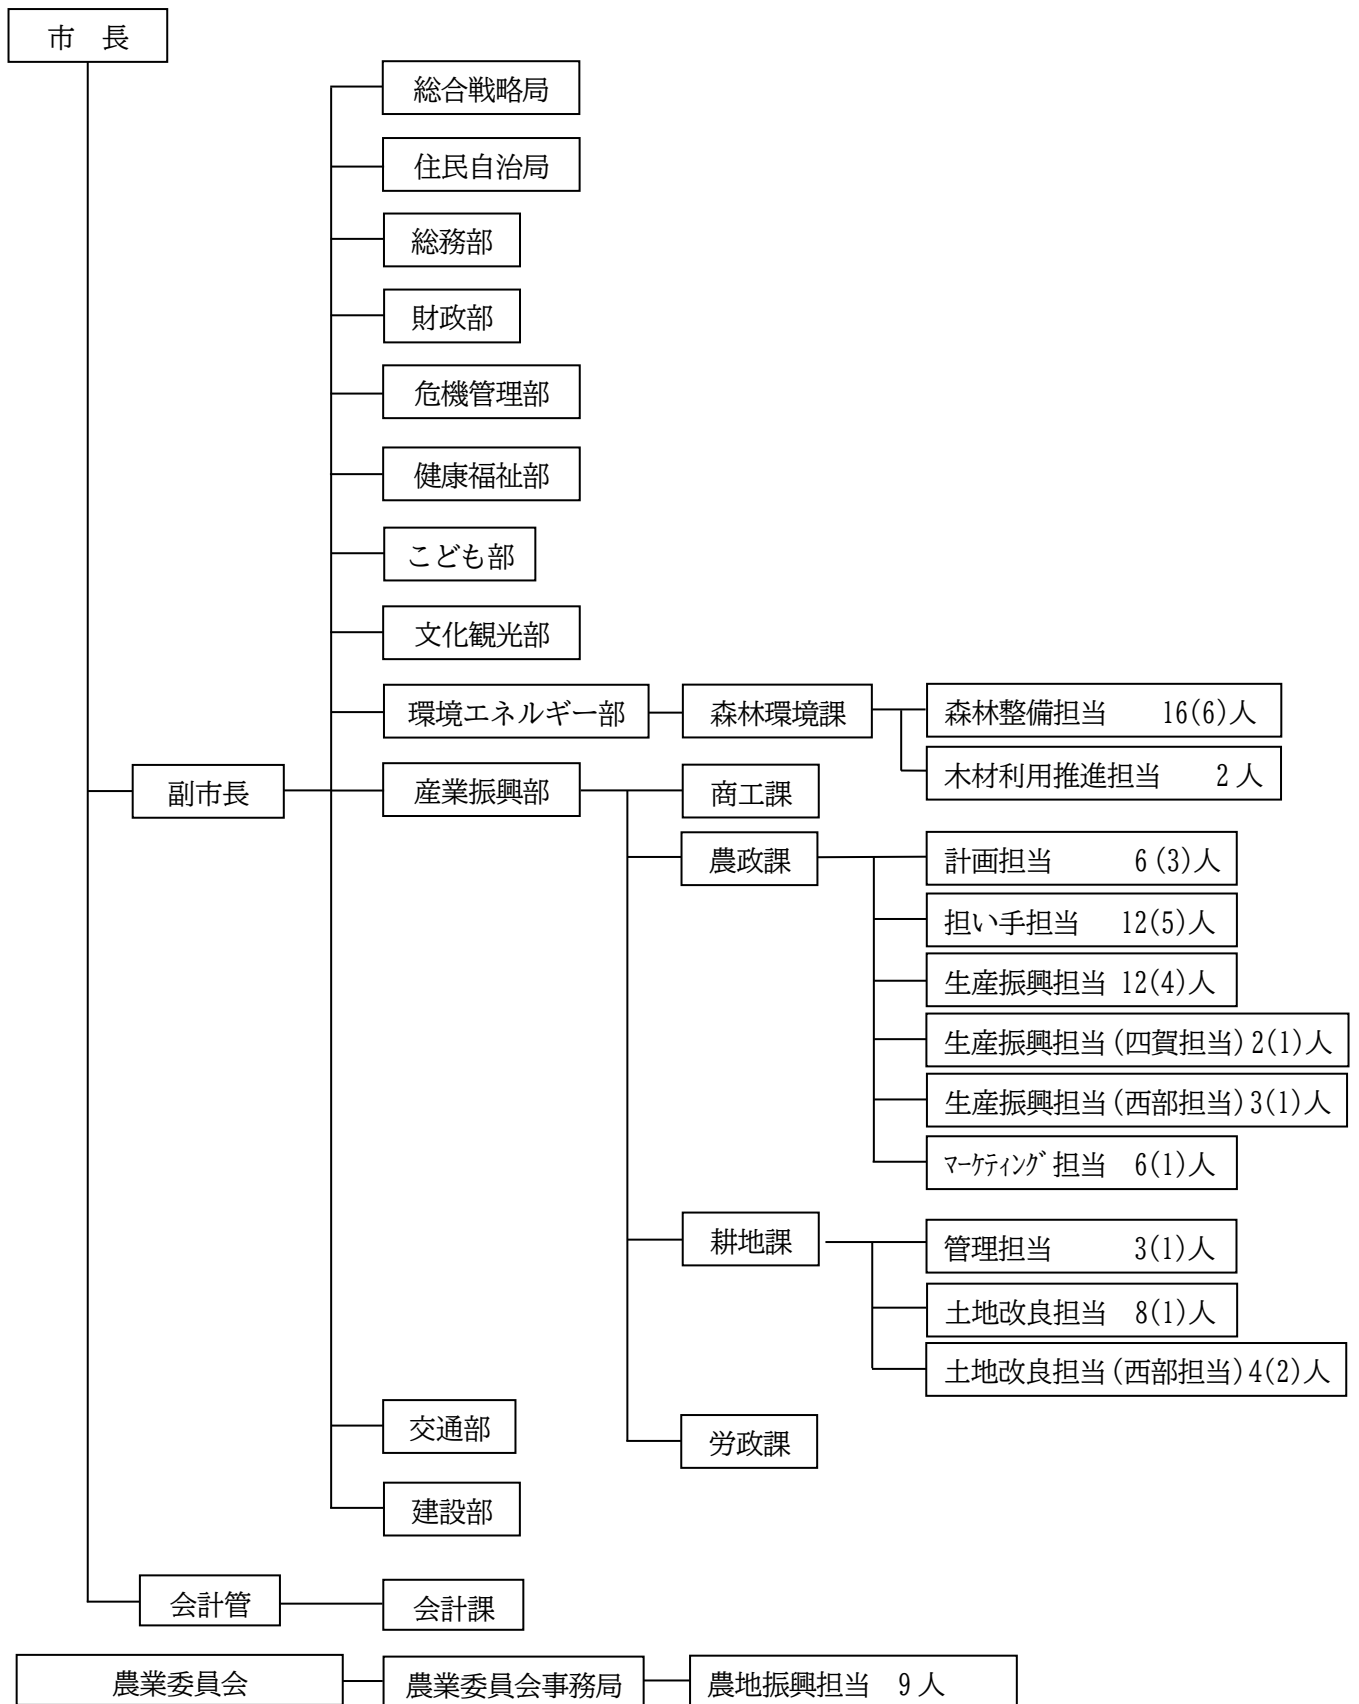 市　長
総合戦略局
住民自治局
総務部
財政部
危機管理部
健康福祉部
こども部
文化観光部
環境エネルギー部
森林環境課
森林整備担当　16(6)人
木材利用推進担当　2人
副市長
産業振興部
商工課
農政課
計画担当　6(3)人
担い手担当　12(5)人
生産振興担当 12(4)人
生産振興担当(四賀担当)2(1)人
生産振興担当(西部担当)3(1)人
ﾏｰｹﾃｨﾝｸﾞ担当　6(1)人
耕地課
管理担当　3(1)人
土地改良担当　8(1)人
土地改良担当(西部担当)4(2)人
交通部
労政課
建設部
会計管
会計課
農業委員会
農業委員会事務局
農地振興担当　9人